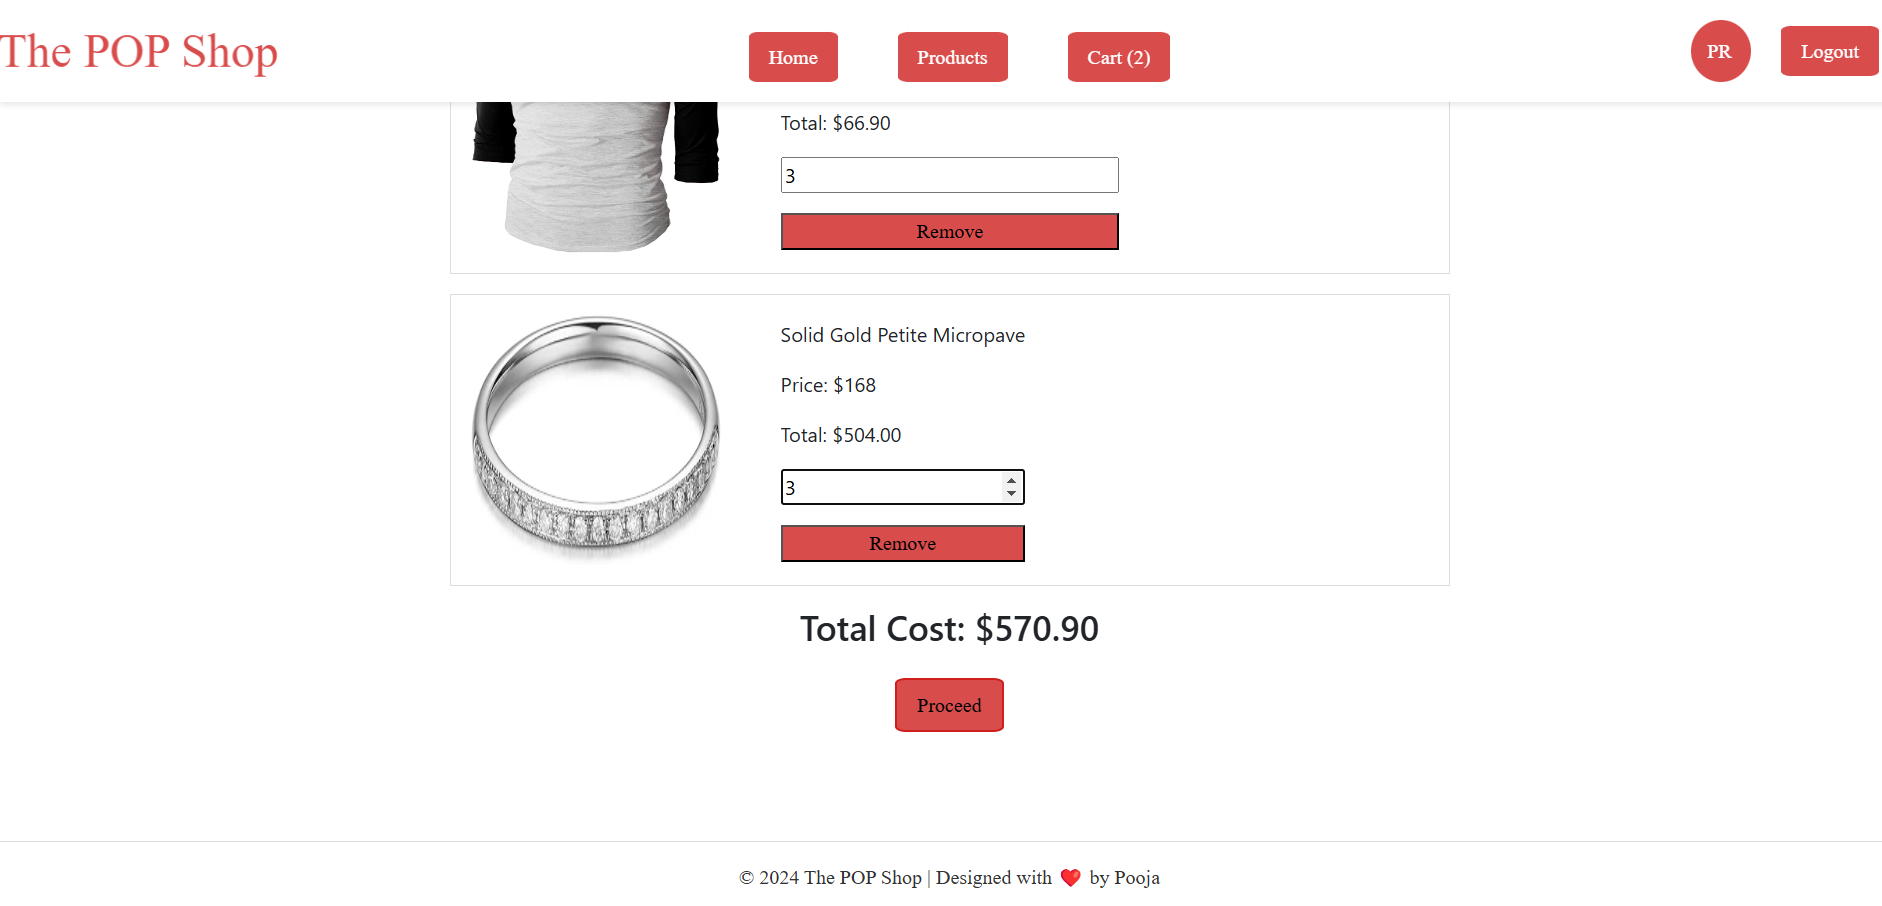 The POP Shop
Home
Products
Cart (2)
PR
Logout
Total: $66.90
3
Remove
Solid Gold Petite Micropave
Price: $168
Total: $504.00
3
Remove
Total Cost: $570.90
Proceed
© 2024 The POP Shop | Designed with ❤️ by Pooja